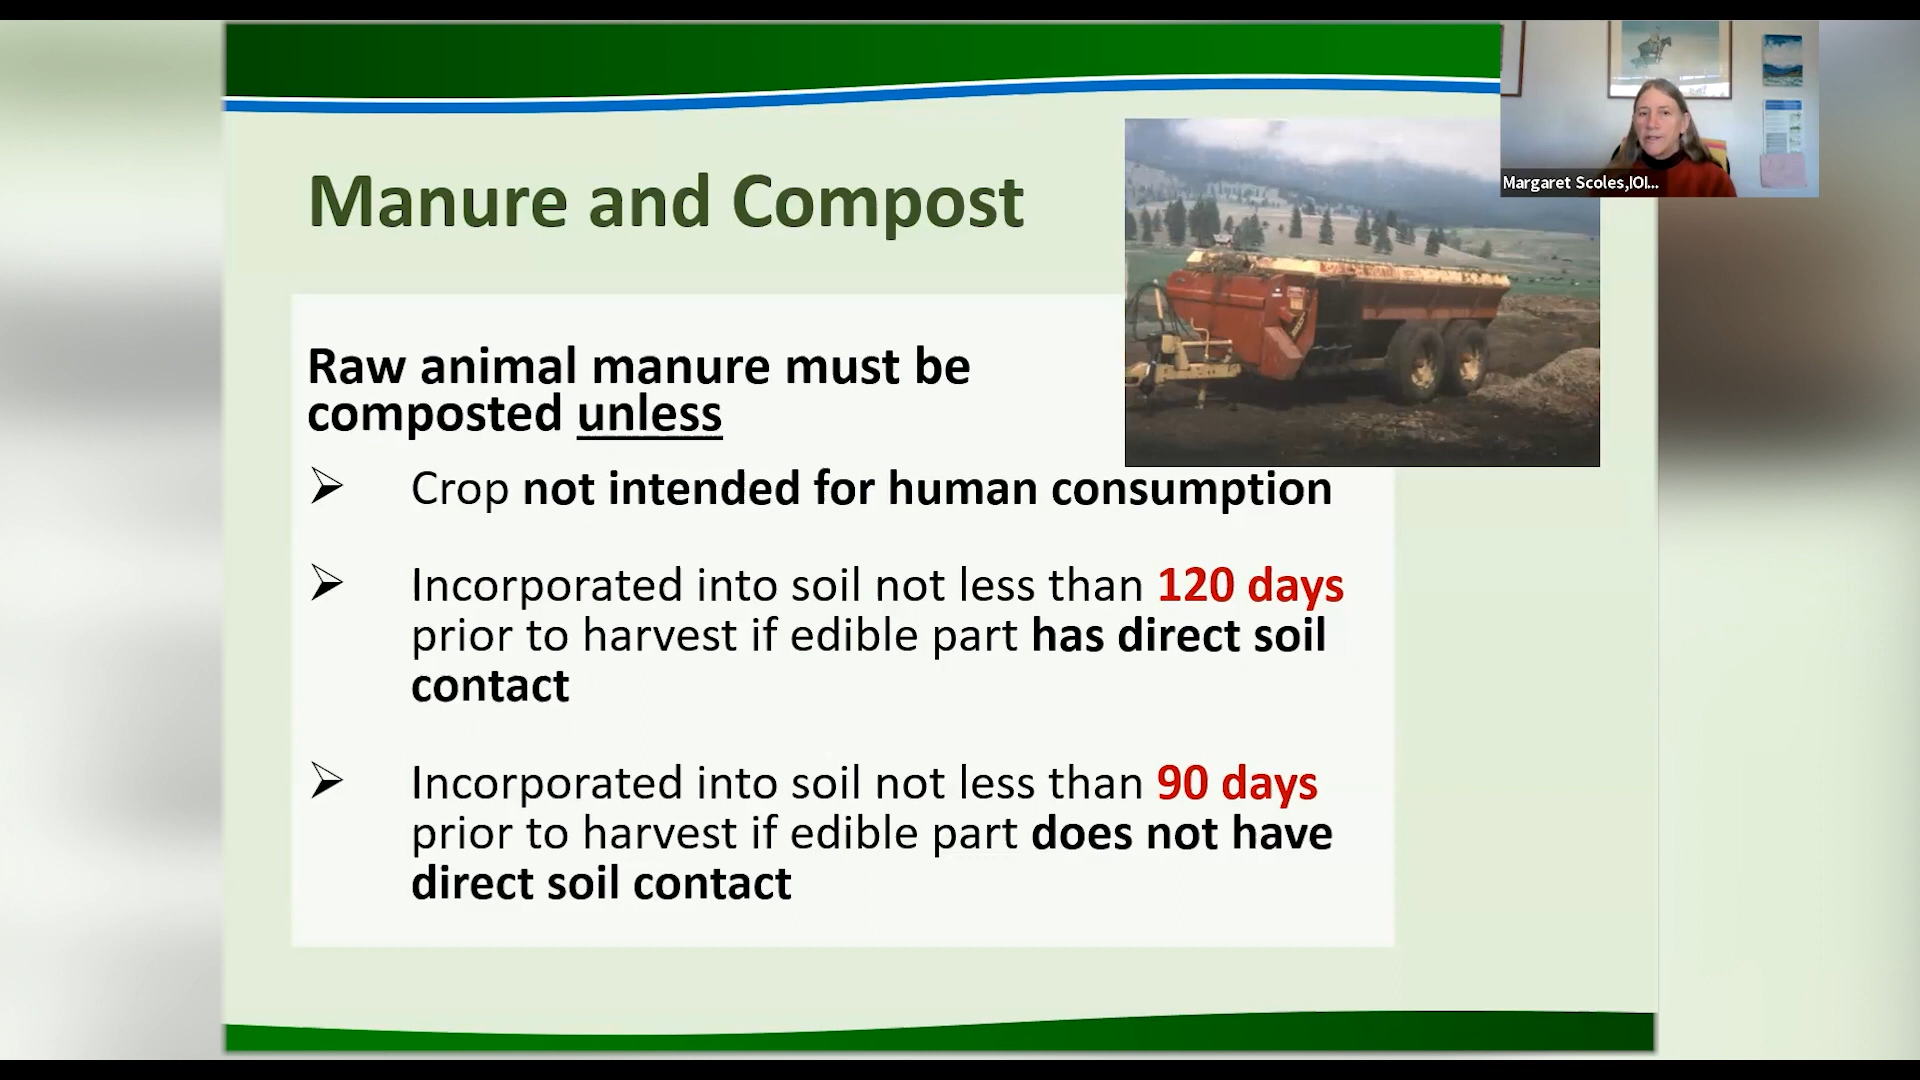 Manure and Compost
Margaret Scoles,IOI...
Raw animal manure must be
composted unless
Crop not intended for human consumption
Incorporated into soil not less than 120 days
prior to harvest if edible part has direct soil
contact
Incorporated into soil not less than 90 days
prior to harvest if edible part does not have
direct soil contact